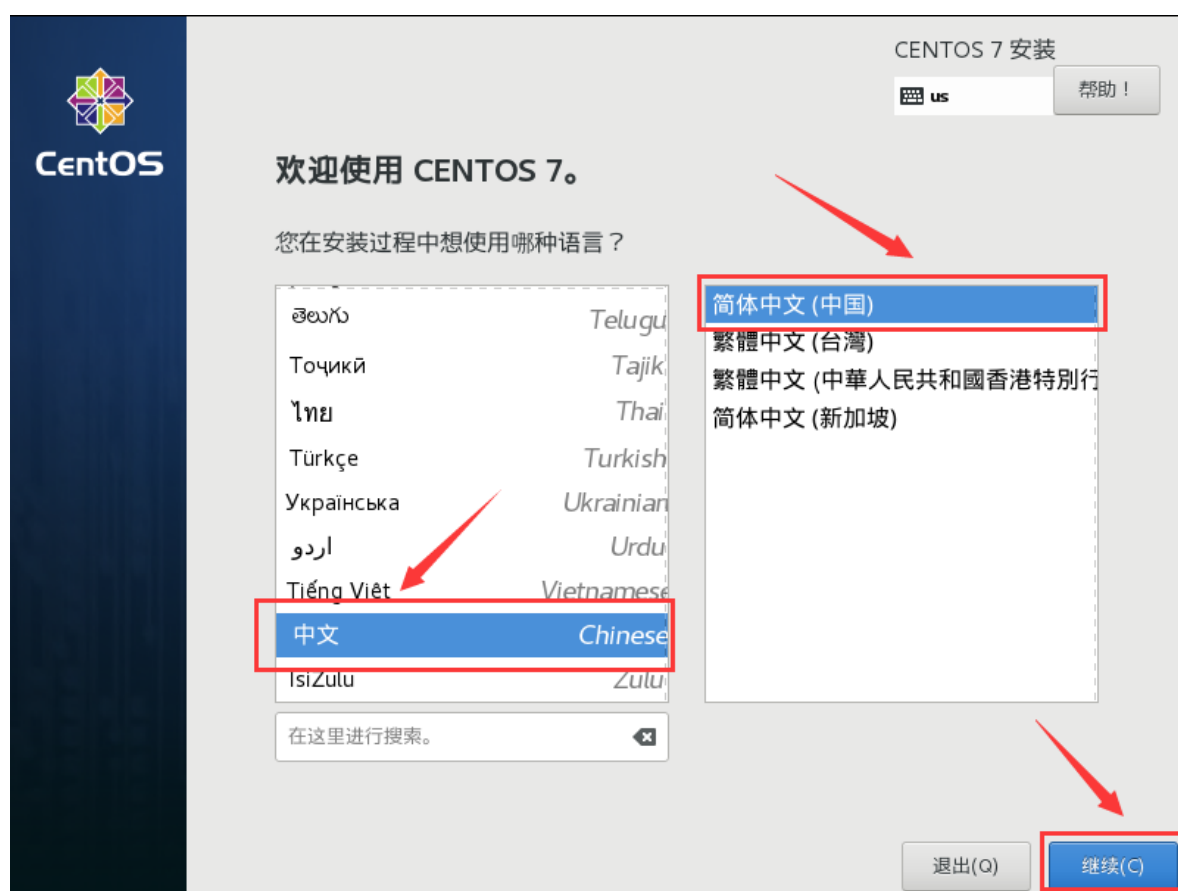 CENTOS 7 安装
us
帮助！
CentOS
欢迎使用 CENTOS 7。
您在安装过程中想使用哪种语言？
తెలుగు Telugu
Тоҷикӣ Tajik
ไทย Thai
Türkçe Turkish
Українська Ukrainian
اردو Urdu
Tiếng Việt Vietnamese
中文 Chinese
IsiZulu Zulu
简体中文 (中国)
繁體中文 (台灣)
繁體中文 (中華人民共和國香港特別行
简体中文 (新加坡)
在这里进行搜索。
退出(Q)
继续(C)